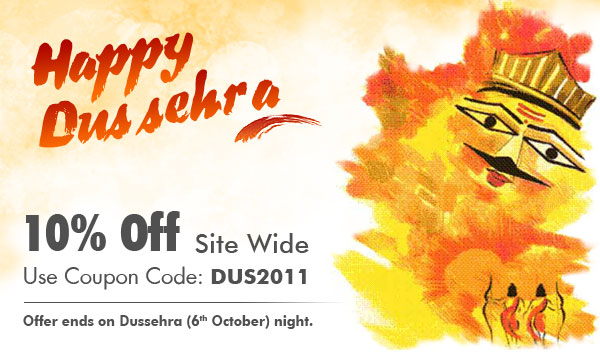 Happy
Dussehra
10% Off Site Wide
Use Coupon Code: DUS2011
Offer ends on Dussehra (6th October) night.